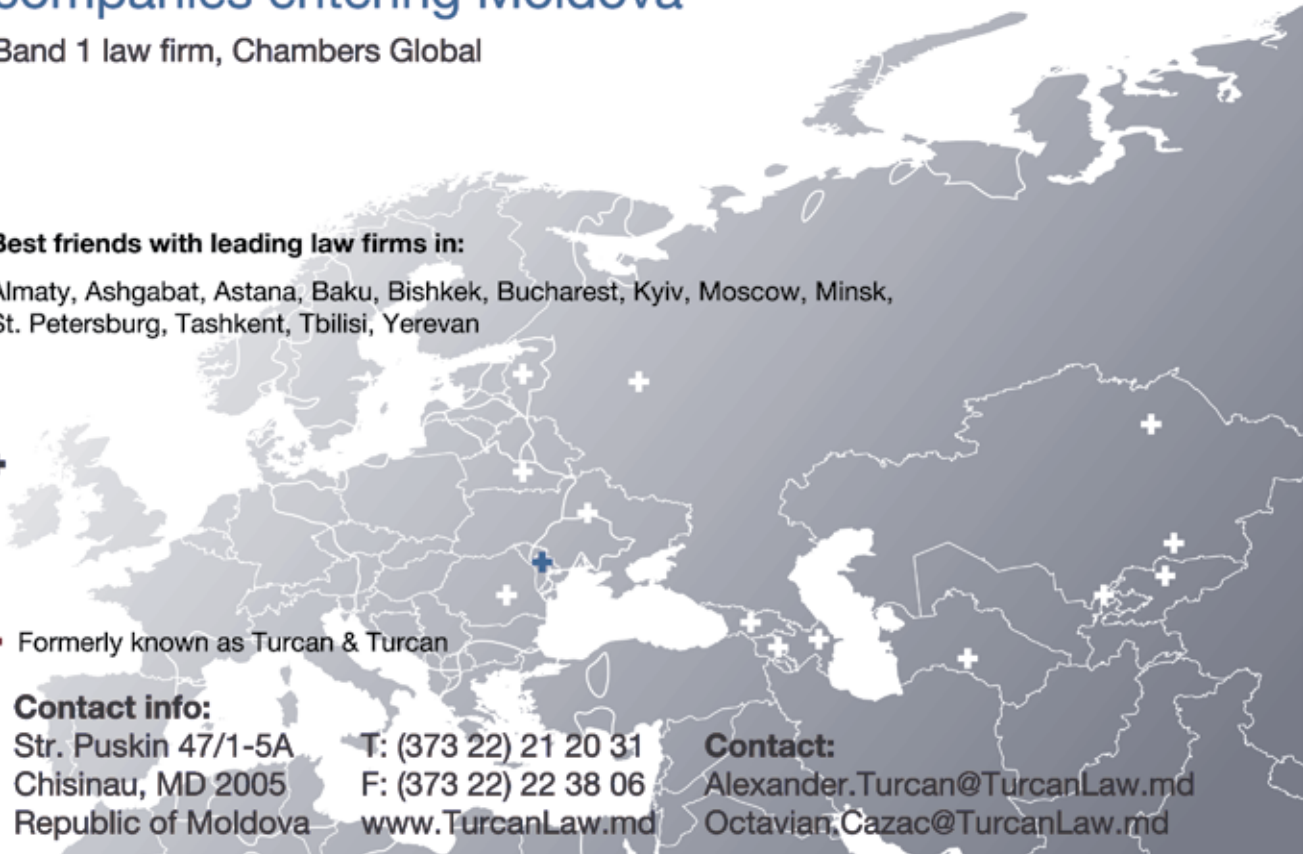 companies entering Moldova
Band 1 law firm, Chambers Global
Best friends with leading law firms in:
Almaty, Ashgabat, Astana, Baku, Bishkek, Bucharest, Kyiv, Moscow, Minsk,
St. Petersburg, Tashkent, Tbilisi, Yerevan
Formerly known as Turcan & Turcan
Contact info:
Str. Puskin 47/1-5A
Chisinau, MD 2005
Republic of Moldova
T: (373 22) 21 20 31
F: (373 22) 22 38 06
www.TurcanLaw.md
Contact:
Alexander.Turcan@TurcanLaw.md
Octavian.Cazac@TurcanLaw.md